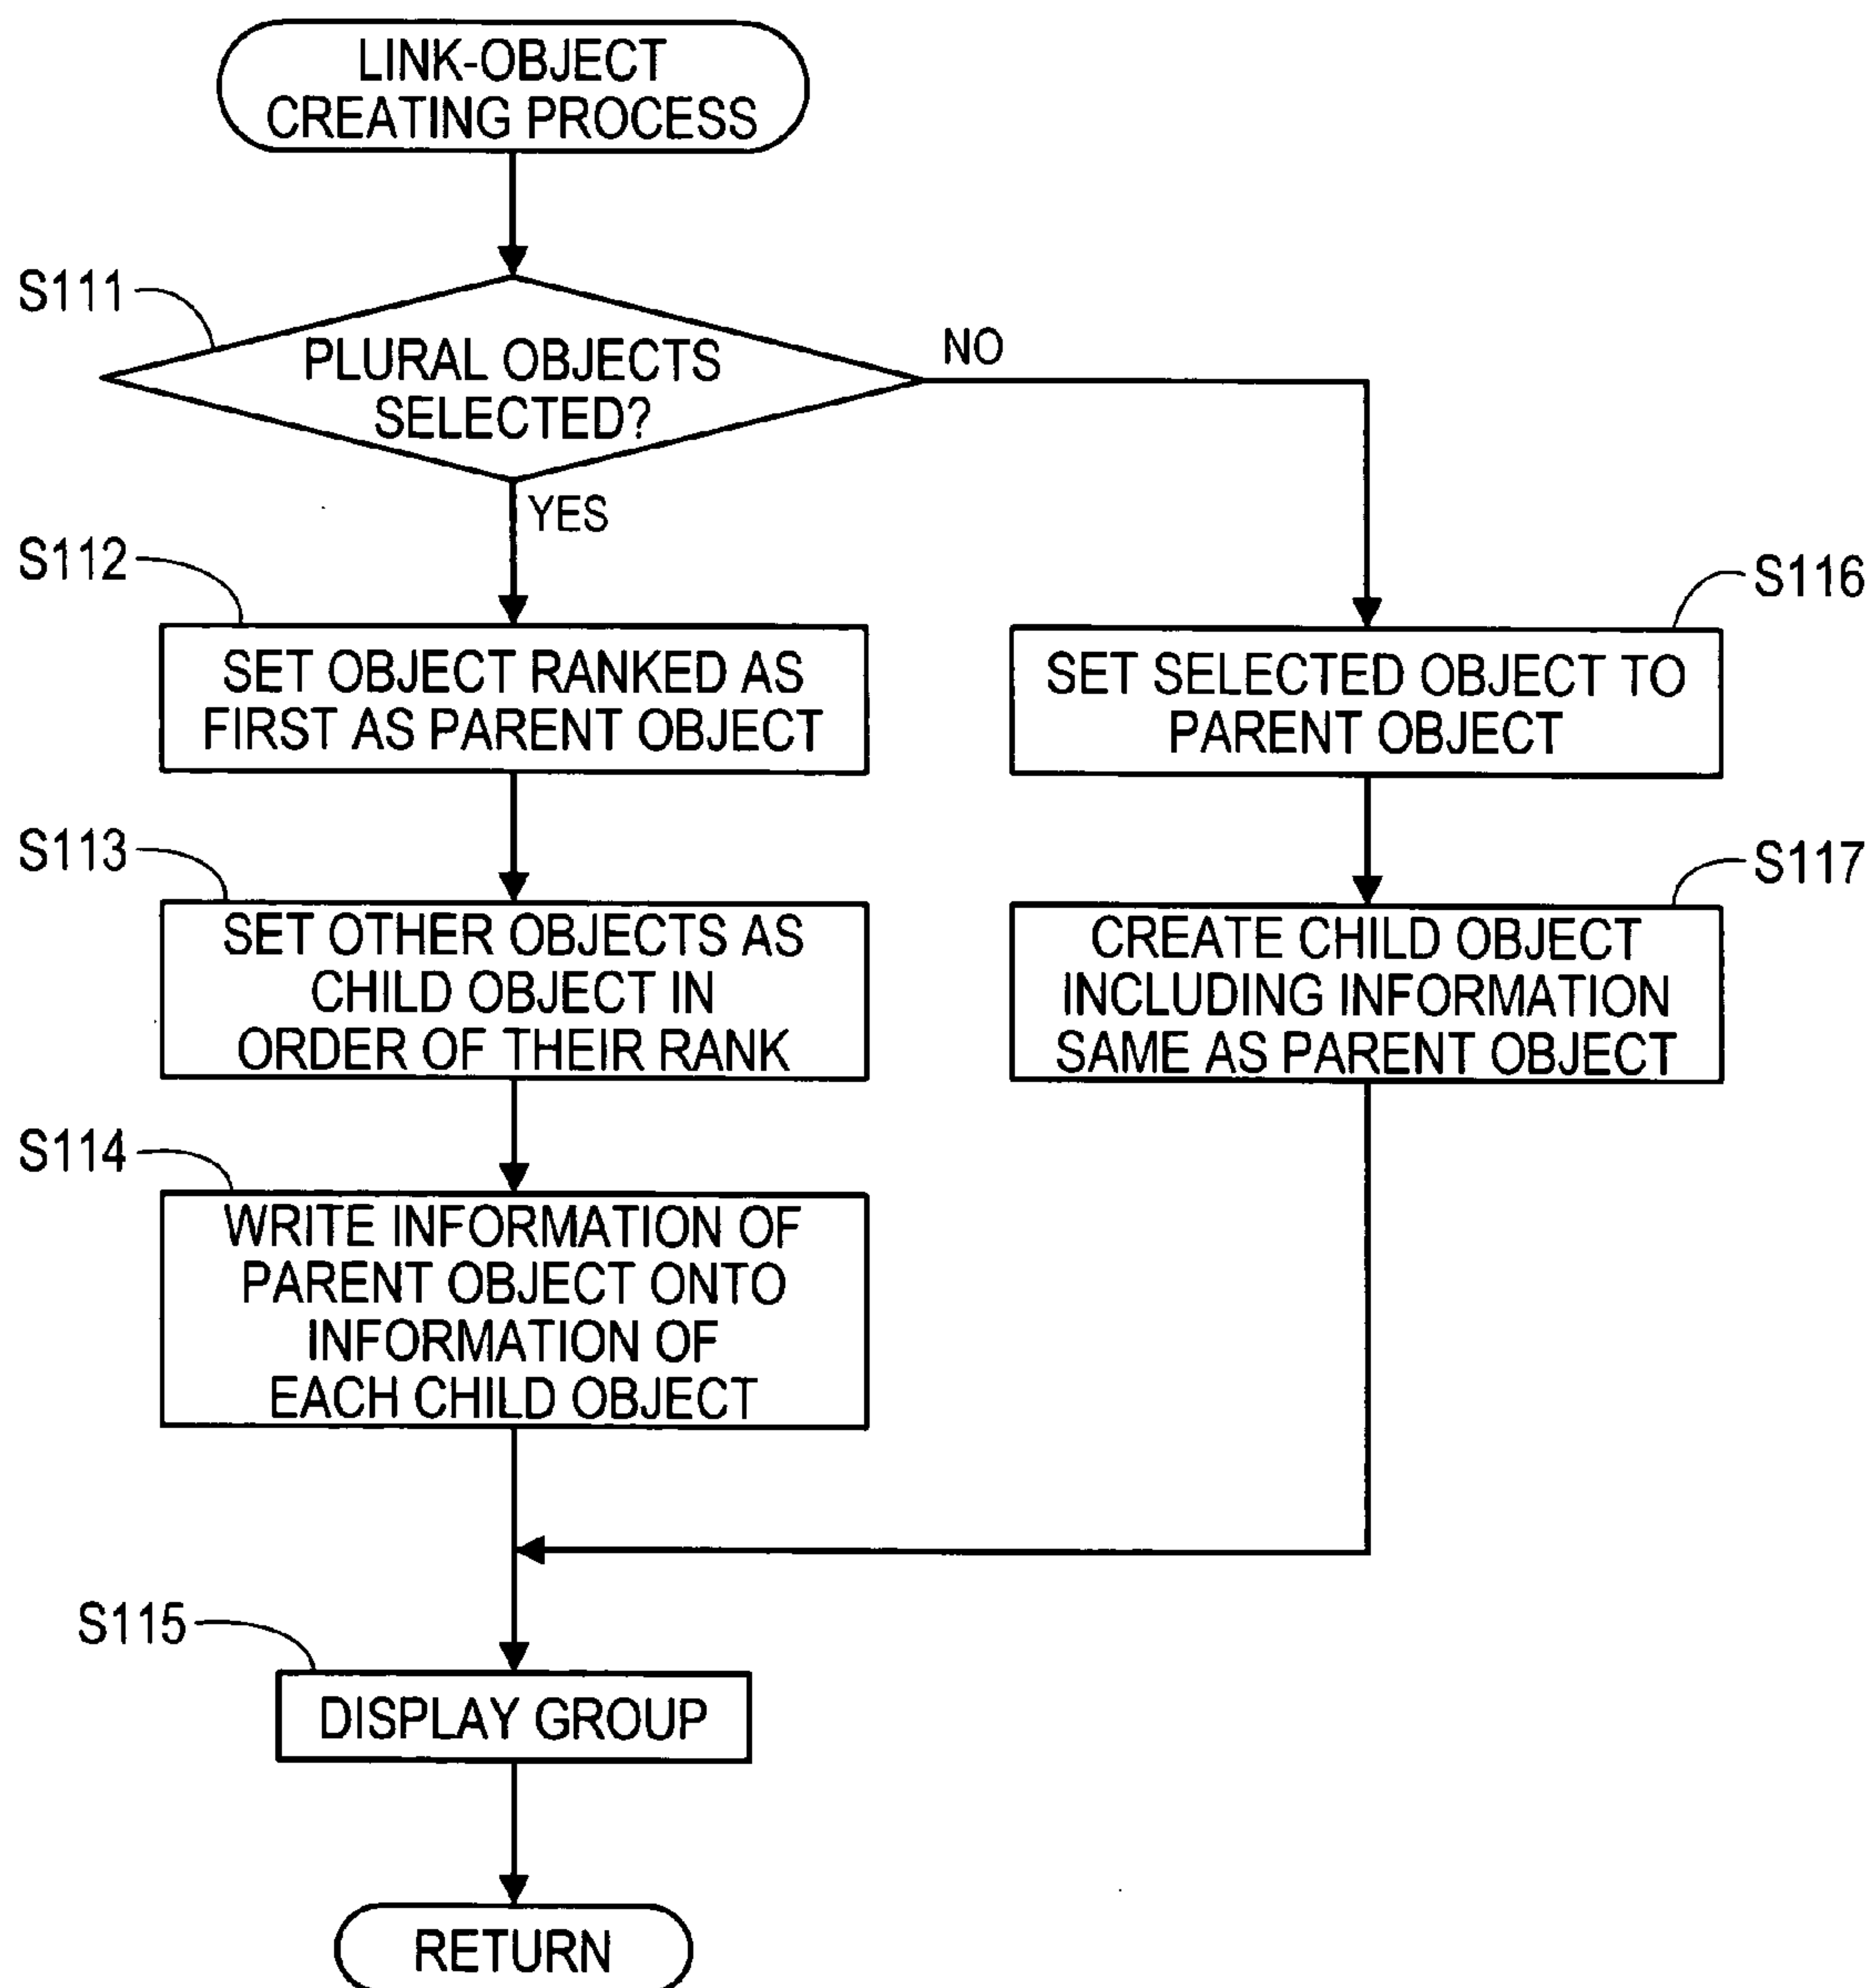 LINK-OBJECT
CREATING PROCESS
S111
PLURAL OBJECTS
SELECTED?
NO
YES
S112
SET OBJECT RANKED AS
FIRST AS PARENT OBJECT
S116
SET SELECTED OBJECT TO
PARENT OBJECT
S113
SET OTHER OBJECTS AS
CHILD OBJECT IN
ORDER OF THEIR RANK
S117
CREATE CHILD OBJECT
INCLUDING INFORMATION
SAME AS PARENT OBJECT
S114
WRITE INFORMATION OF
PARENT OBJECT ONTO
INFORMATION OF
EACH CHILD OBJECT
S115
DISPLAY GROUP
RETURN